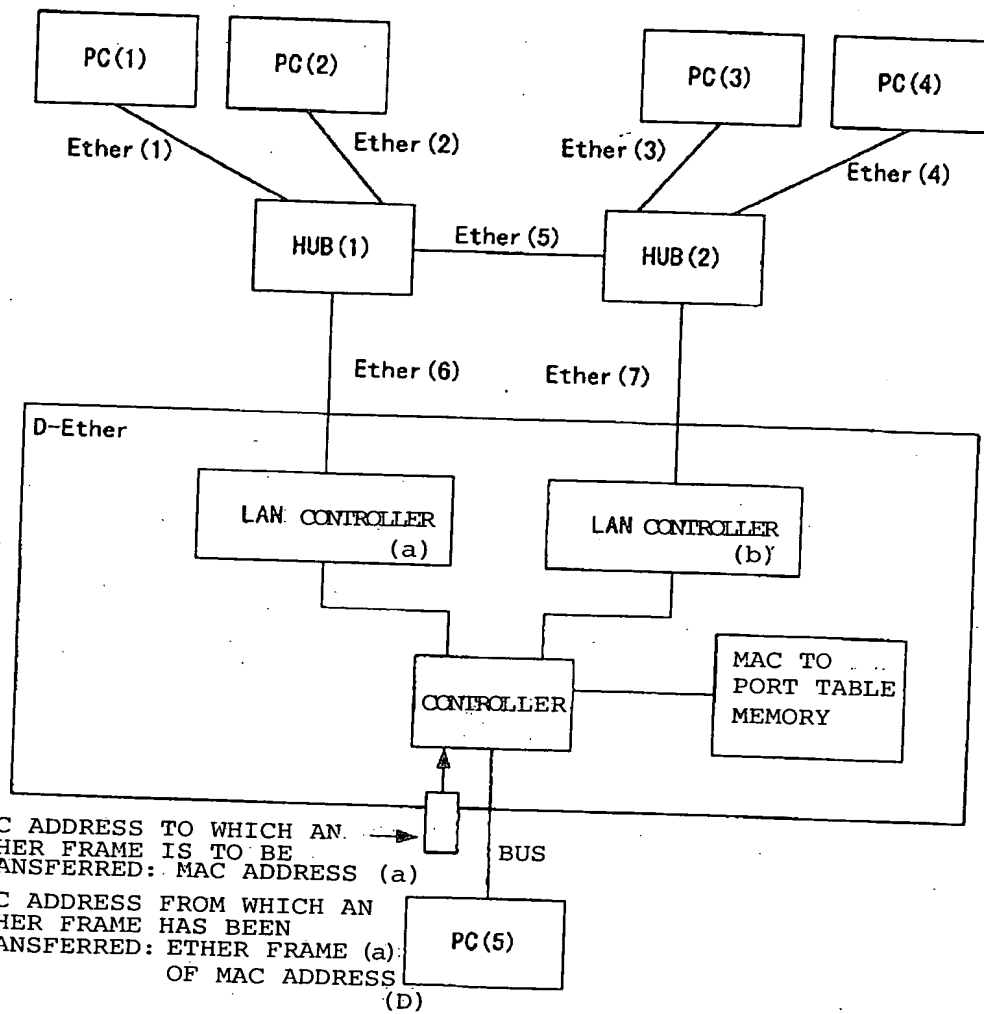 PC(1)
PC(2)
PC(3)
PC(4)
Ether(1)
Ether(2)
Ether(3)
Ether(4)
HUB(1)
Ether(5)
HUB(2)
Ether(6)
Ether(7)
D-Ether
LAN CONTROLLER
(a)
LAN CONTROLLER
(b)
CONTROLLER
MAC TO
PORT TABLE
MEMORY
C ADDRESS TO WHICH AN
HER FRAME IS TO BE
ANSFERRED: MAC ADDRESS (a)
BUS
C ADDRESS FROM WHICH AN
HER FRAME HAS BEEN
ANSFERRED: ETHER FRAME (a)
OF MAC ADDRESS
(D)
PC(5)